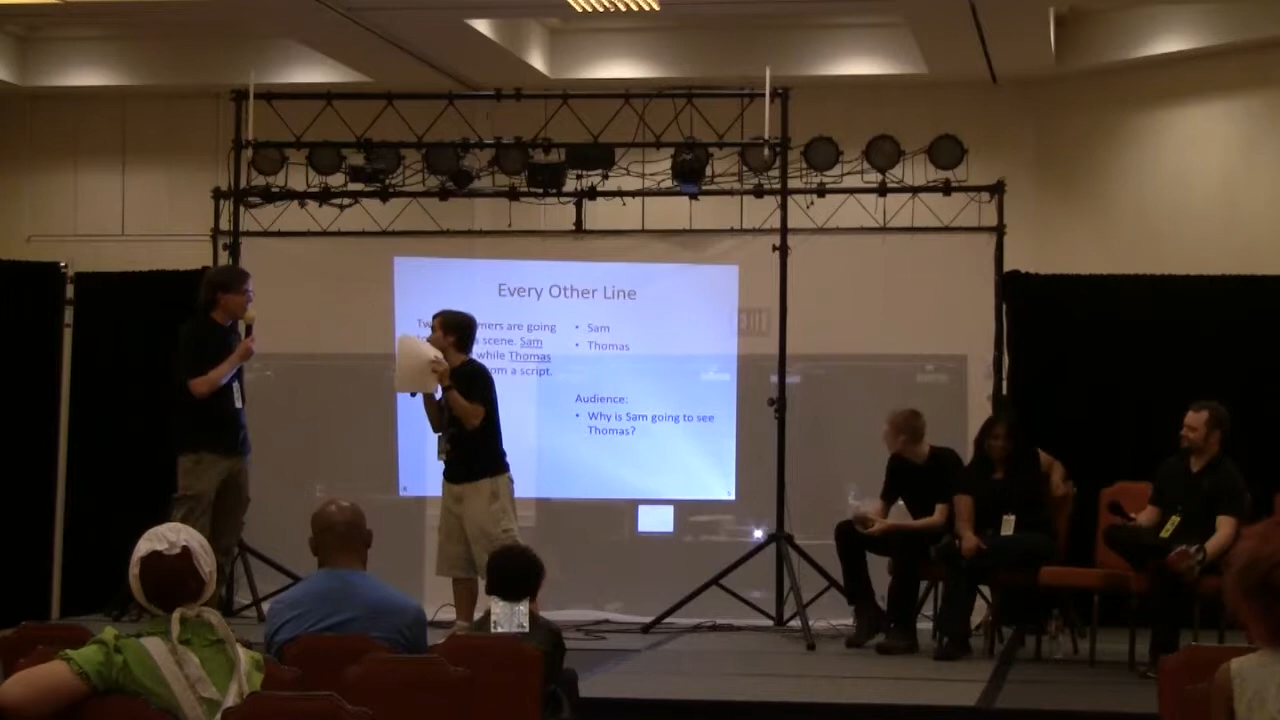 Every Other Line
Tw mers are going
a scene. Sam
while Thomas
om a script.
• Sam
• Thomas
Audience:
• Why is Sam going to see
Thomas?
EXIT